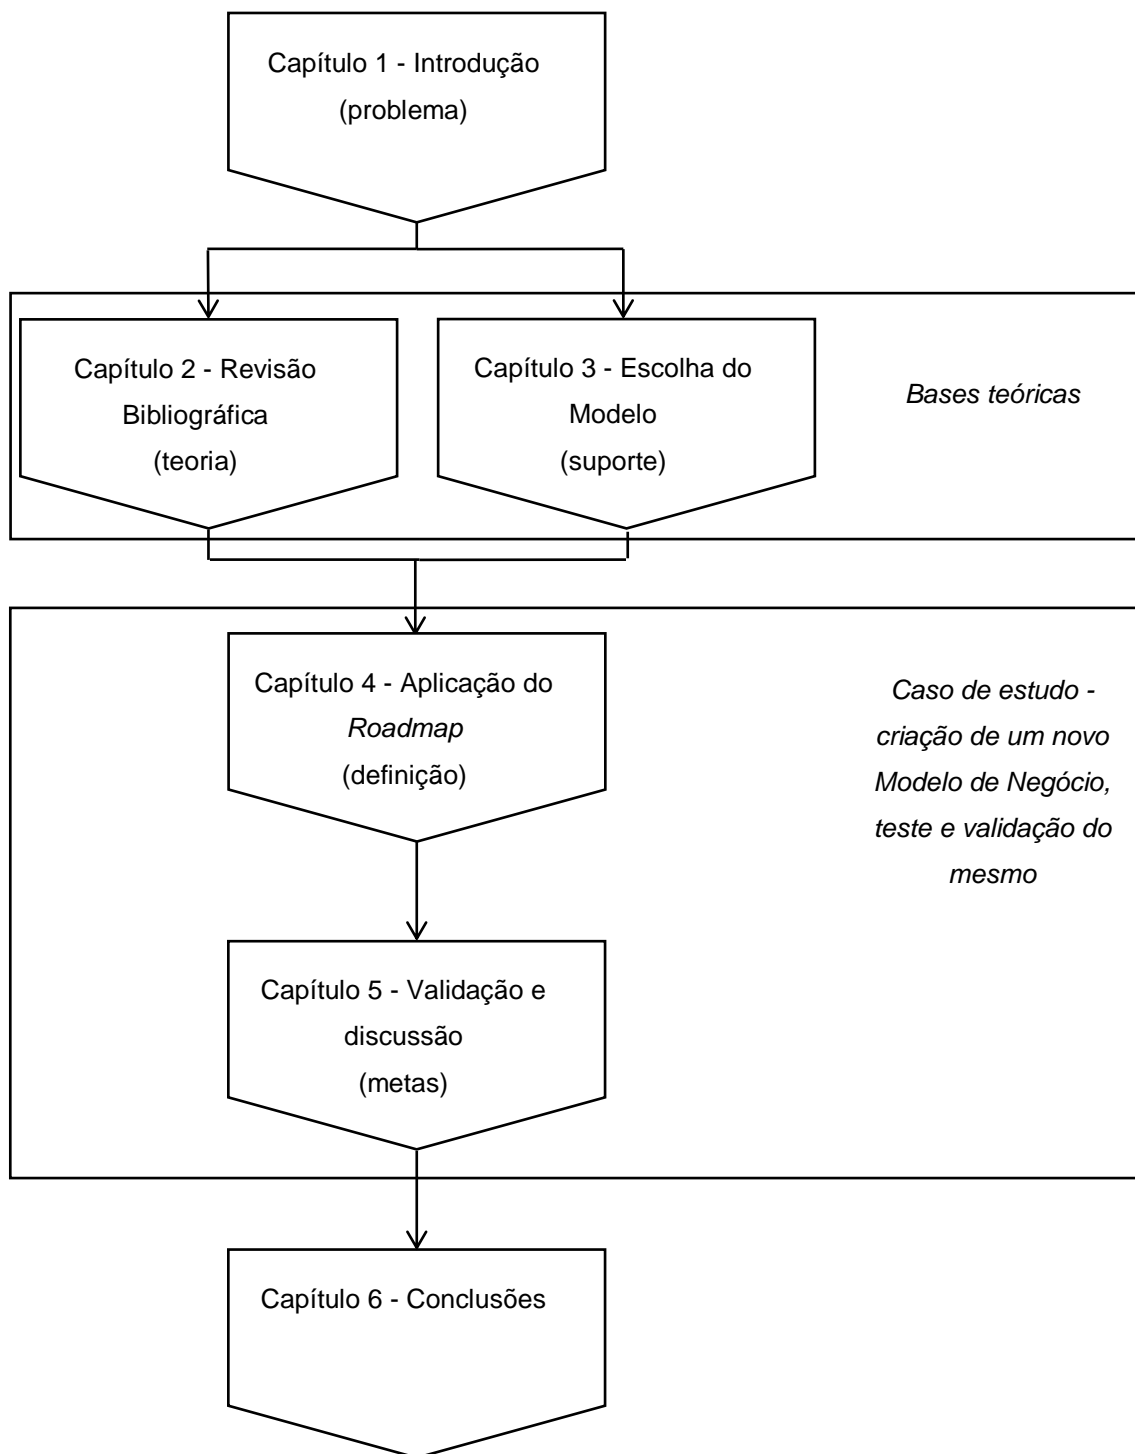 Capítulo 1 - Introdução
(problema)
Capítulo 2 - Revisão
Bibliográfica
(teoria)
Capítulo 3 - Escolha do
Modelo
(suporte)
Bases teóricas
Capítulo 4 - Aplicação do
Roadmap
(definição)
Caso de estudo -
criação de um novo
Modelo de Negócio,
teste e validação do
mesmo
Capítulo 5 - Validação e
discussão
(metas)
Capítulo 6 - Conclusões